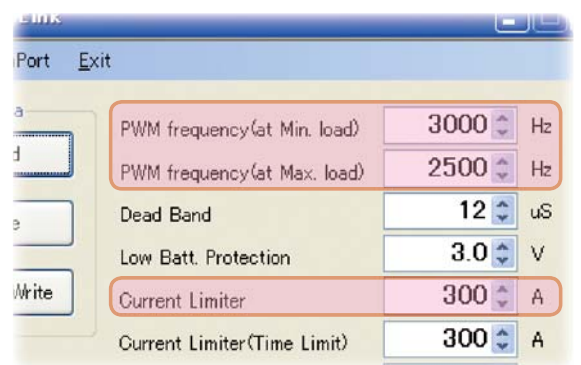 Port Exit
PWM frequency(at Min. load) 3000 Hz
PWM frequency(at Max. load) 2500 Hz
Dead Band 12 uS
Low Batt. Protection 3.0 V
Write
Current Limiter 300 A
Current Limiter(Time Limit) 300 A